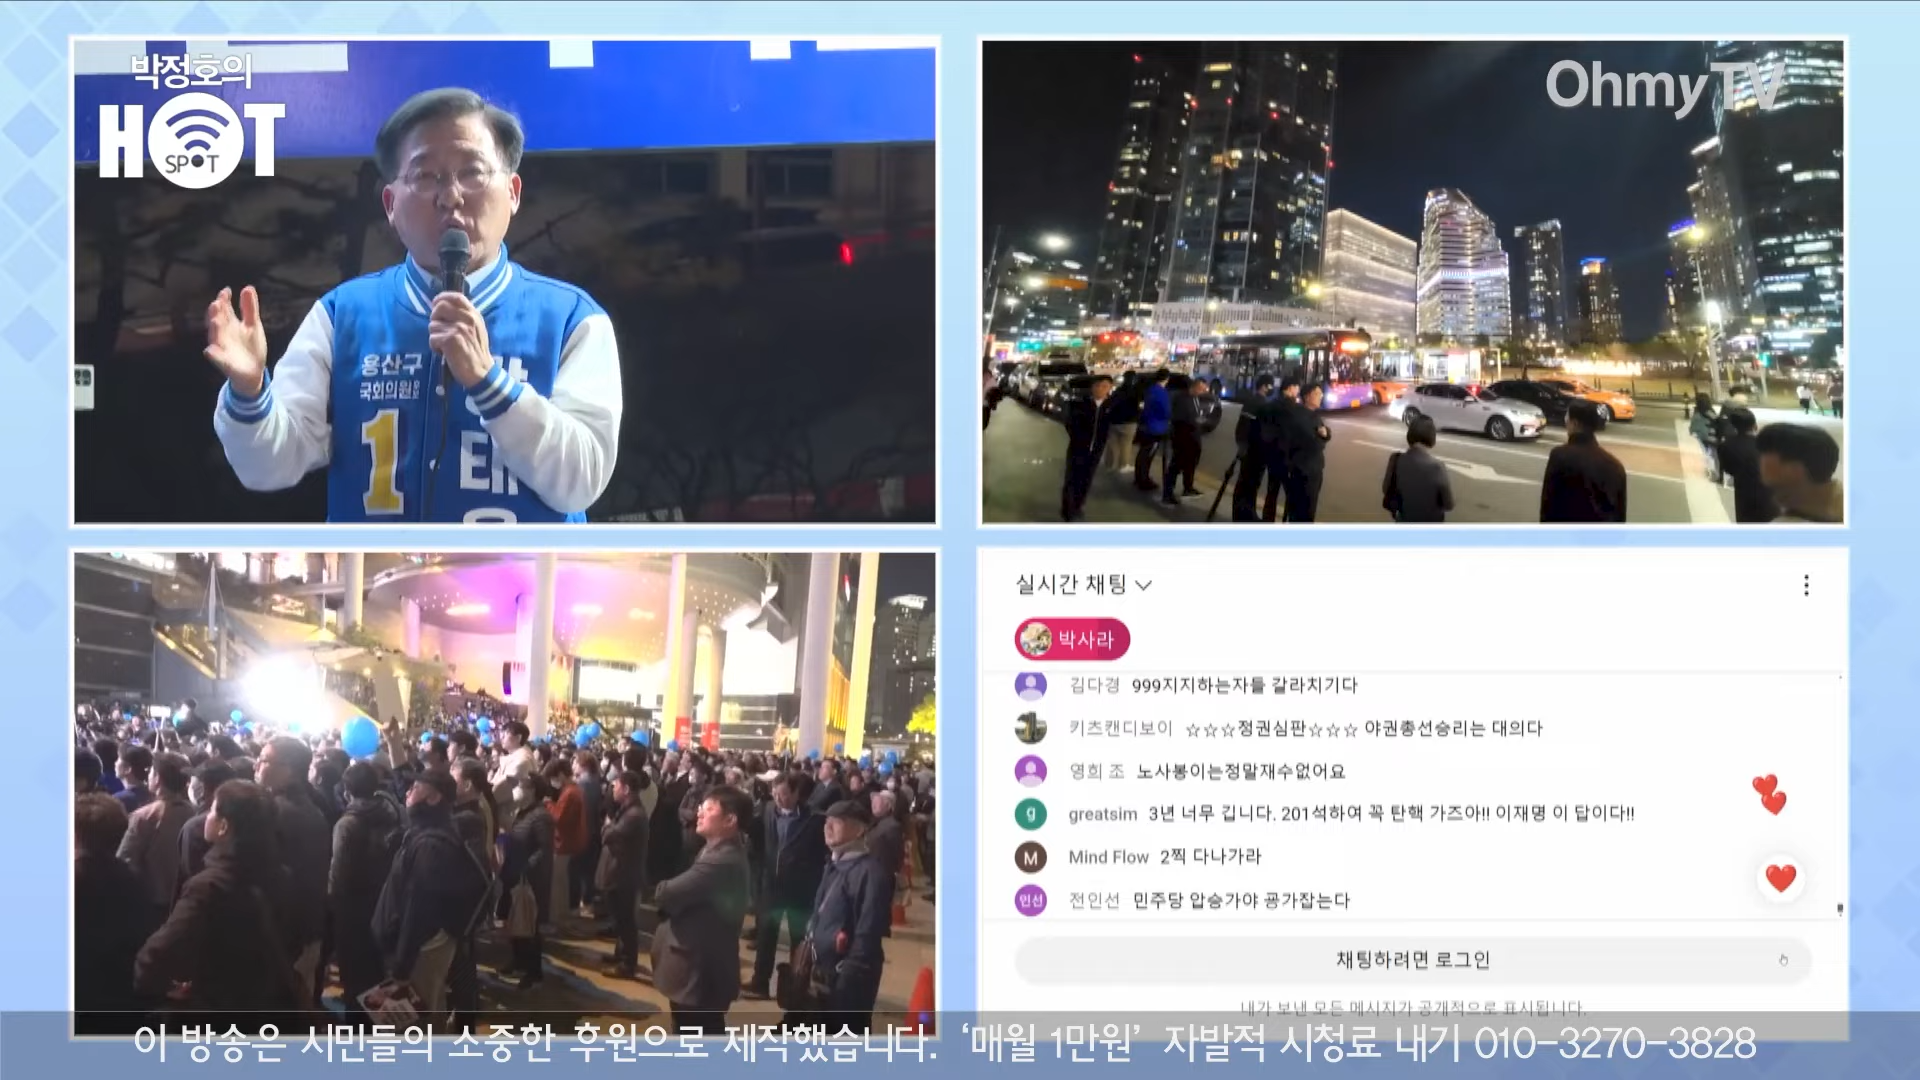 박정호의
HOT
SPOT
용산구
국회의원후보
1
강
태
웅
OhmyTV
실시간 채팅
박사라
김다경 999지지하는자들 갈라치기다
키츠캔디보이 ☆☆☆정권심판☆☆☆ 야권총선승리는 대의다
영희 조 노사봉이는정말재수없어요
g greatsim 3년 너무 깁니다. 201석하여 꼭 탄핵 가즈아!! 이재명 이 답이다!!
M Mind Flow 2찍 다나가라
인선 전인선 민주당 압승가야 공가잡는다
채팅하려면 로그인
내가 보낸 모든 메시지가 공개적으로 표시됩니다.
이 방송은 시민들의 소중한 후원으로 제작했습니다. ‘매월 1만원’ 자발적 시청료 내기 010-3270-3828